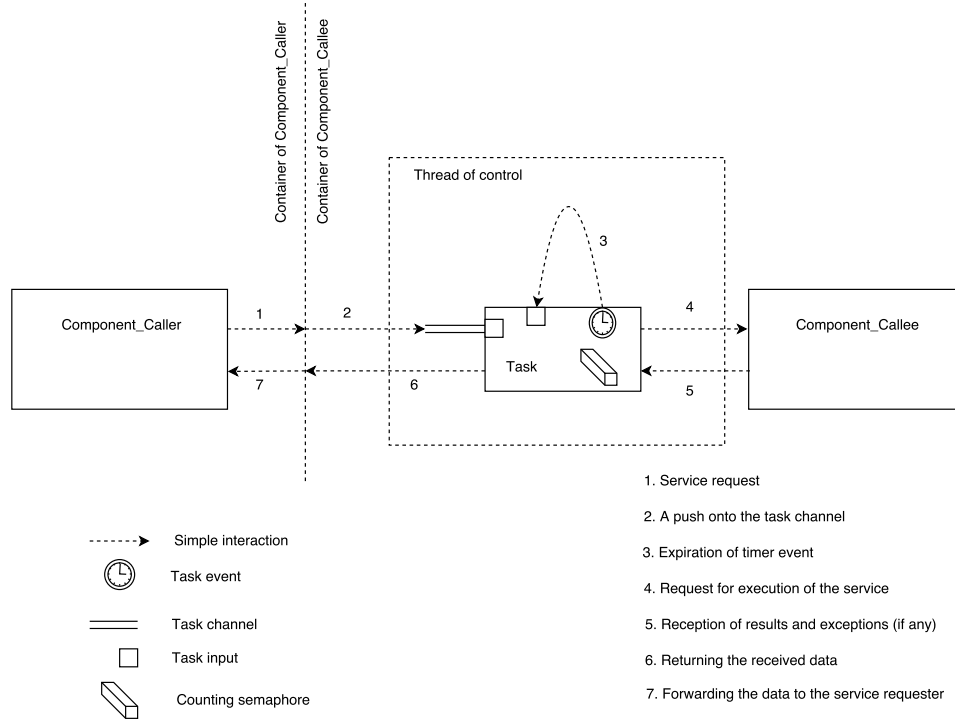 Container of Component_Caller
Container of Component_Callee
Thread of control
3
1
2
4
Component_Caller
Component_Callee
Task
7
6
5
1. Service request
2. A push onto the task channel
3. Expiration of timer event
4. Request for execution of the service
5. Reception of results and exceptions (if any)
6. Returning the received data
7. Forwarding the data to the service requester
Simple interaction
Task event
Task channel
Task input
Counting semaphore